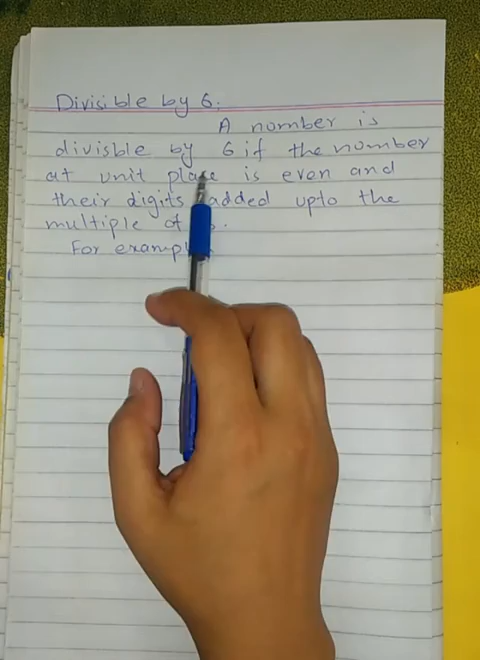 Divisible by 6.
A number is
divisble by 6 if the number
at unit place is even and
their digits added upto the
multiple of
For example